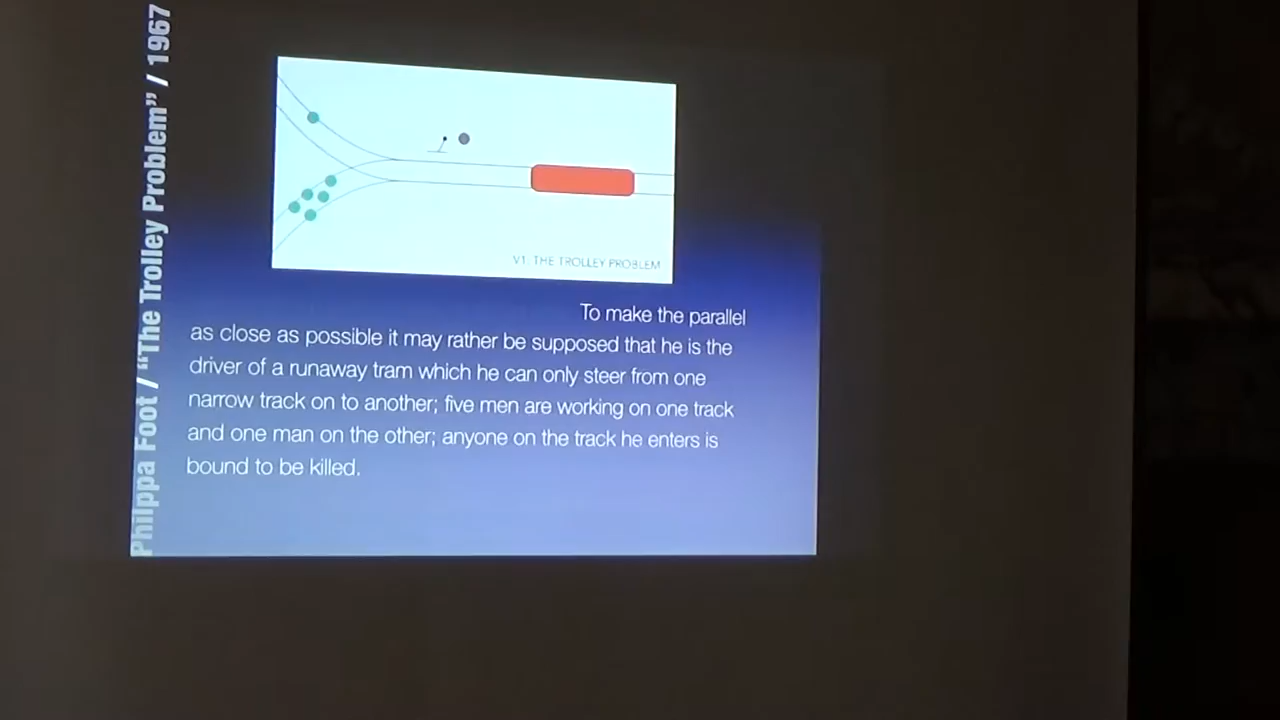 Philppa Foot / “The Trolley Problem” / 1967
V1: THE TROLLEY PROBLEM
To make the parallel
as close as possible it may rather be supposed that he is the
driver of a runaway tram which he can only steer from one
narrow track on to another; five men are working on one track
and one man on the other; anyone on the track he enters is
bound to be killed.